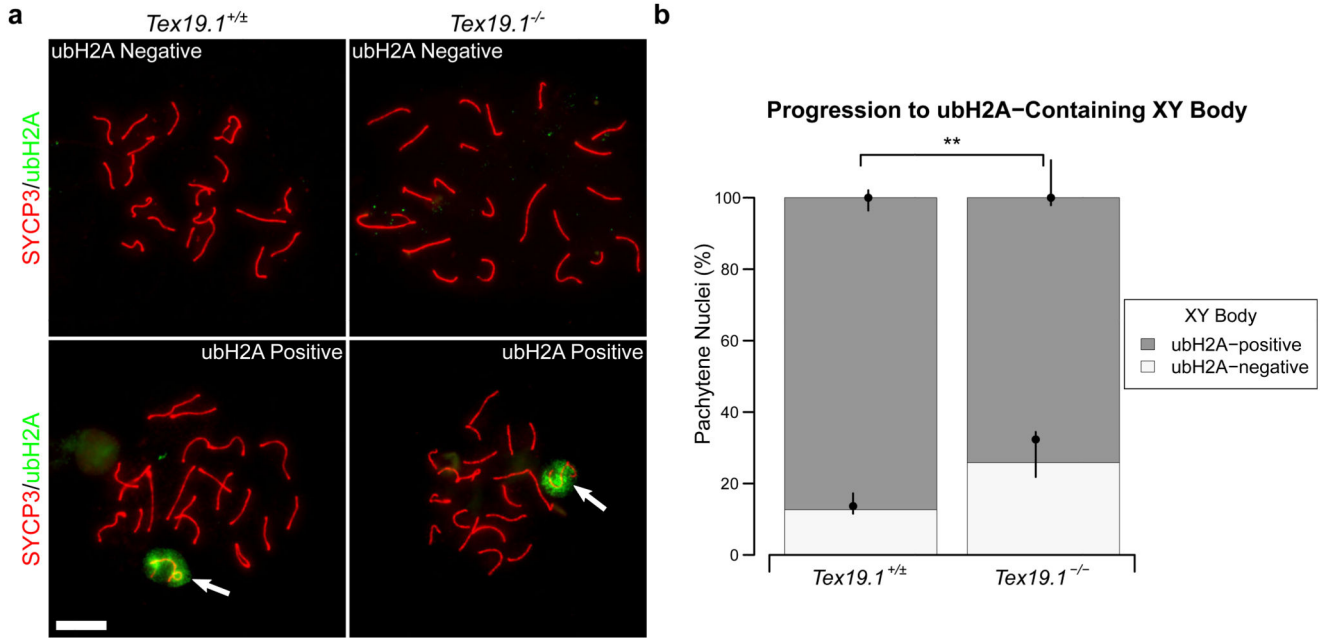 a
Tex19.1+/±
Tex19.1-/-
ubH2A Negative
SYCP3/ubH2A
ubH2A Positive
ubH2A Positive
SYCP3/ubH2A
b
Progression to ubH2A−Containing XY Body
**
Pachytene Nuclei (%)
100
80
60
40
20
0
Tex19.1+/±
Tex19.1−/−
XY Body
ubH2A−positive
ubH2A−negative